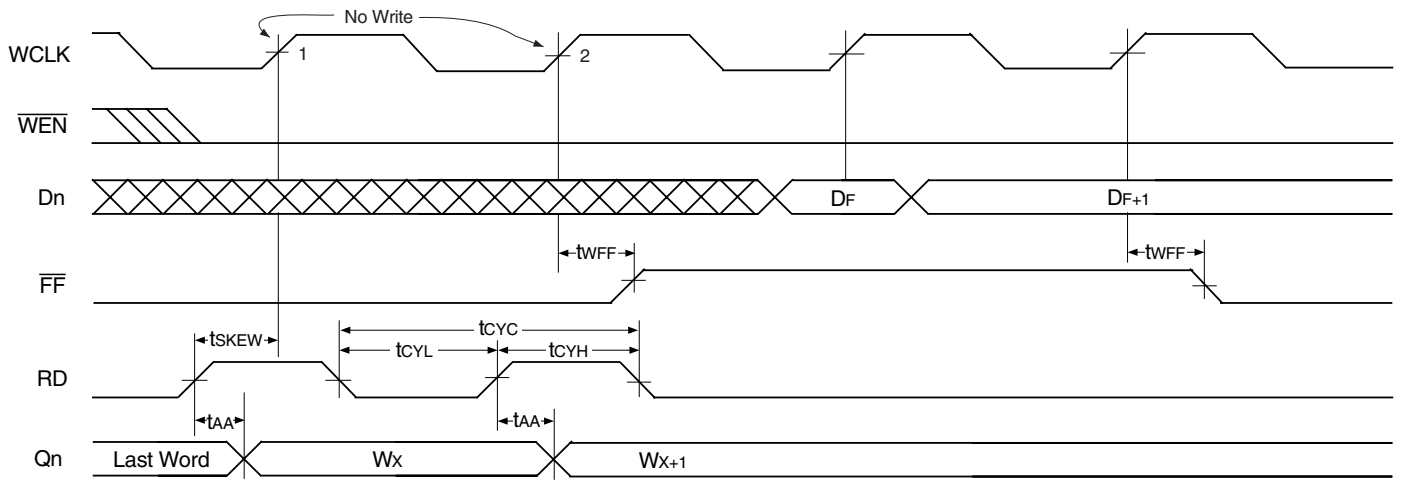 No Write
WCLK 1 2
WEN
Dn DF DF+1
tWFF tWFF
FF
tSKEW tCYC
tCYL tCYH
RD
tAA tAA
Qn Last Word WX WX+1